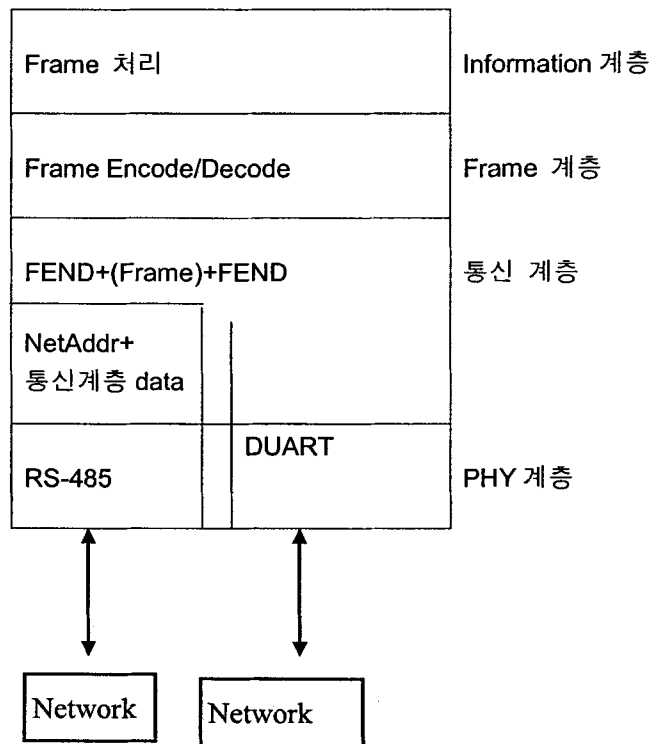 Frame 처리
Information 계층
Frame Encode/Decode
Frame 계층
FEND+(Frame)+FEND
통신 계층
NetAddr+
통신계층 data
DUART
RS-485
PHY 계층
Network
Network